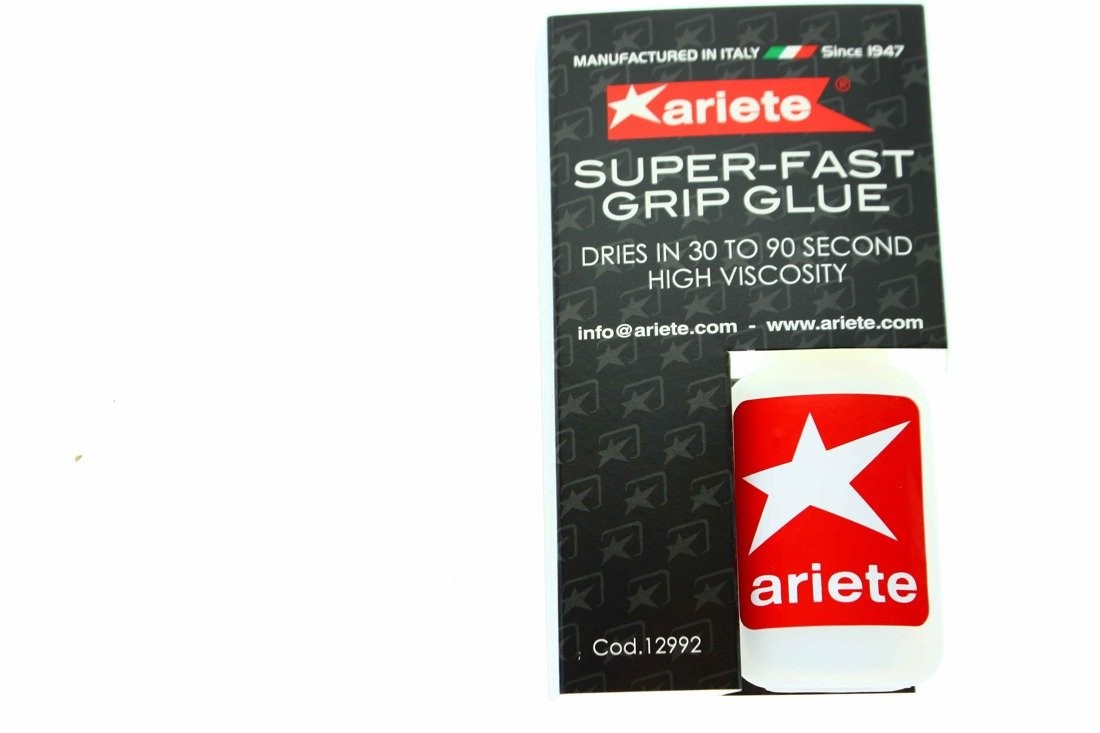 MANUFACTURED IN ITALY Since 1947
ariete®
SUPER-FAST
GRIP GLUE
DRIES IN 30 TO 90 SECOND
HIGH VISCOSITY
info@ariete.com - www.ariete.com
ariete
Cod.12992